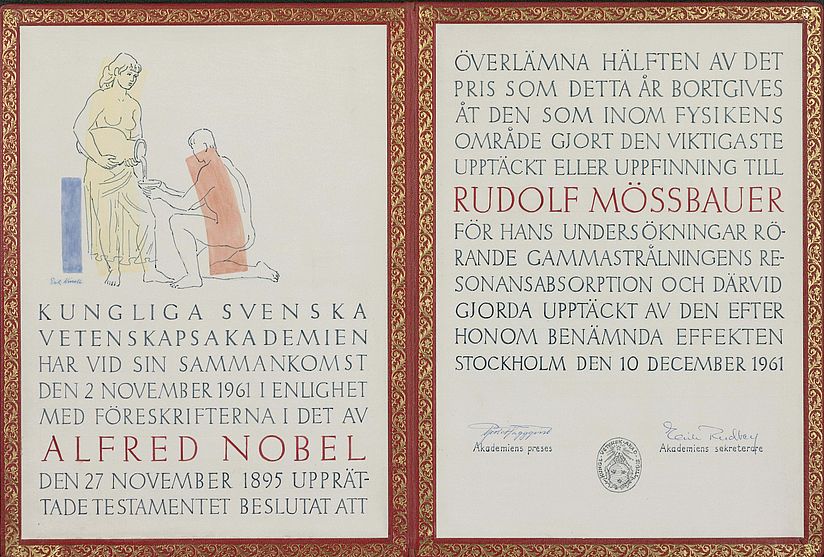 KUNGLIGA SVENSKA
VETENSKAPSAKADEMIEN
HAR VID SIN SAMMANKOMST
DEN 2 NOVEMBER 1961 I ENLIGHET
MED FÖRESKRIFTERNA I DET AV
ALFRED NOBEL
DEN 27 NOVEMBER 1895 UPPRÄT-
TADE TESTAMENTET BESLUTAT ATT
ÖVERLÄMNA HÄLFTEN AV DET
PRIS SOM DETTA ÅR BORTGIVES
ÅT DEN SOM INOM FYSIKENS
OMRÅDE GJORT DEN VIKTIGASTE
UPPTÄCKT ELLER UPPFINNING TILL
RUDOLF MÖSSBAUER
FÖR HANS UNDERSÖKNINGAR RÖ-
RANDE GAMMASTRÅLNINGENS RE-
SONANSABSORPTION OCH DÄRVID
GJORDA UPPTÄCKT AV DEN EFTER
HONOM BENÄMNDA EFFEKTEN
STOCKHOLM DEN 10 DECEMBER 1961
Akademiens preses
Akademiens sekreterare